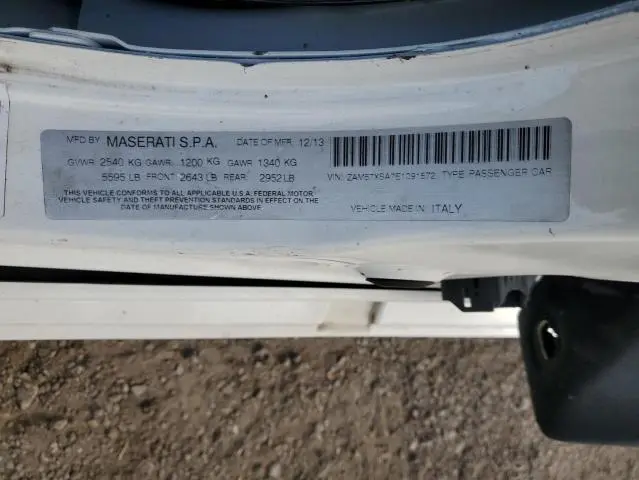 MFD BY MASERATI S.P.A. DATE OF MFR 12/13
GVWR 2540 KG GAWR 1200 KG GAWR 1340 KG
5595 LB FRONT 2643 LB REAR 2952 LB
THIS VEHICLE CONFORMS TO ALL APPLICABLE U.S.A. FEDERAL MOTOR
VEHICLE SAFETY AND THEFT PREVENTION STANDARDS IN EFFECT ON THE
DATE OF MANUFACTURE SHOWN ABOVE.
VIN: TYPE PASSENGER CAR
VEHICLE MADE IN: ITALY